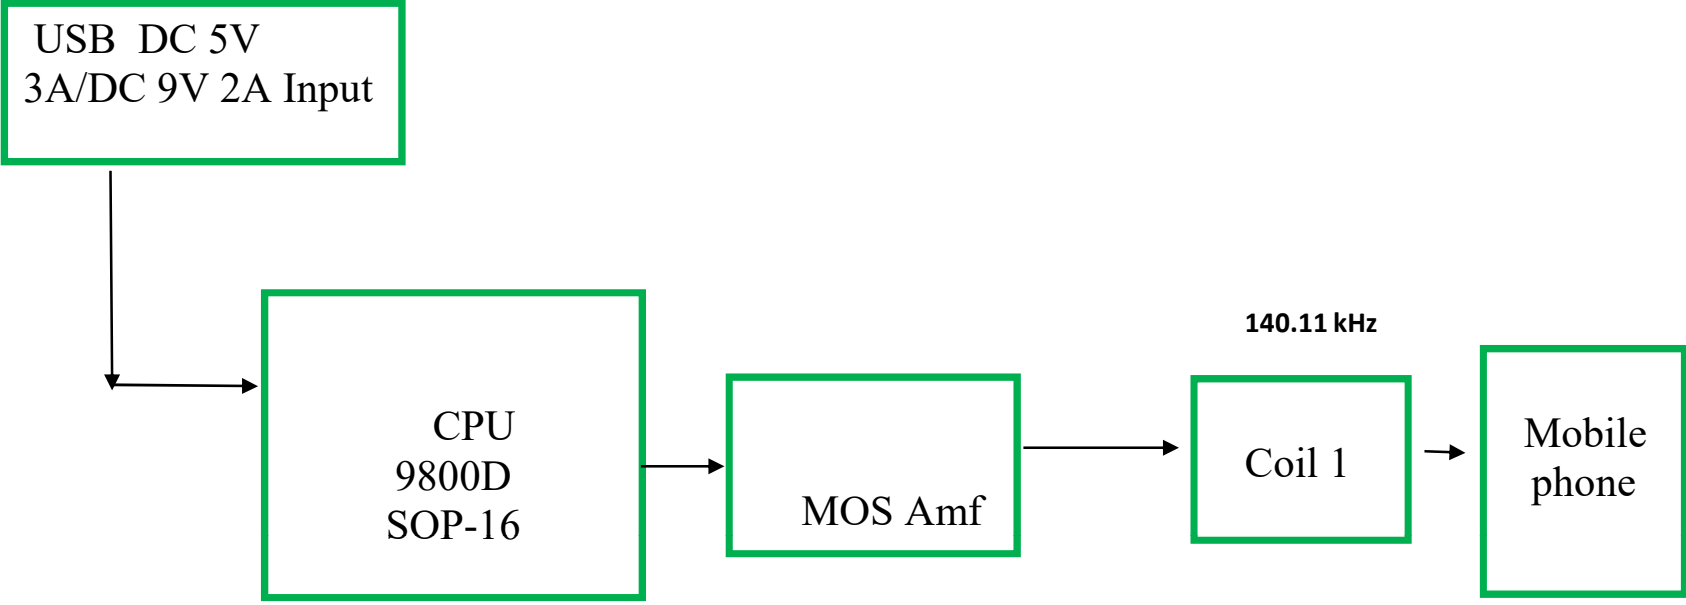 USB DC 5V
3A/DC 9V 2A Input
CPU
9800D
SOP-16
MOS Amf
140.11 kHz
Coil 1
Mobile
phone